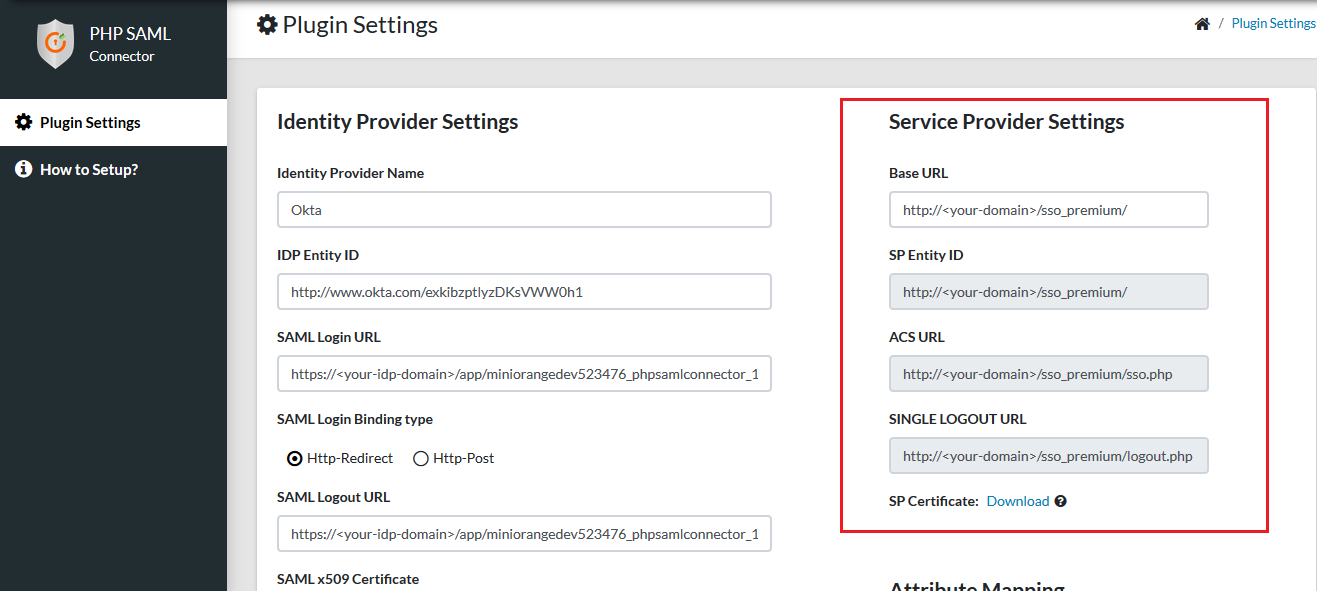 PHP SAML
Connector
Plugin Settings
How to Setup?
Plugin Settings
/ Plugin Settings
Identity Provider Settings
Identity Provider Name
Okta
IDP Entity ID
http://www.okta.com/exkibzptlyzDKsVWW0h1
SAML Login URL
https://<your-idp-domain>/app/miniorangedev523476_phpsamlconnector_1
SAML Login Binding type
Http-Redirect Http-Post
SAML Logout URL
https://<your-idp-domain>/app/miniorangedev523476_phpsamlconnector_1
SAML x509 Certificate
Service Provider Settings
Base URL
http://<your-domain>/sso_premium/
SP Entity ID
http://<your-domain>/sso_premium/
ACS URL
http://<your-domain>/sso_premium/sso.php
SINGLE LOGOUT URL
http://<your-domain>/sso_premium/logout.php
SP Certificate: Download
Attribute Mapping